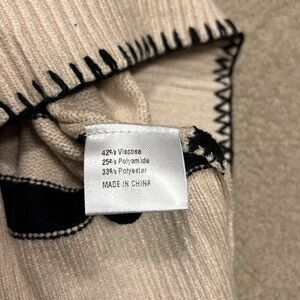 42% Viscose
25% Polyamide
33% Polyester
MADE IN CHINA